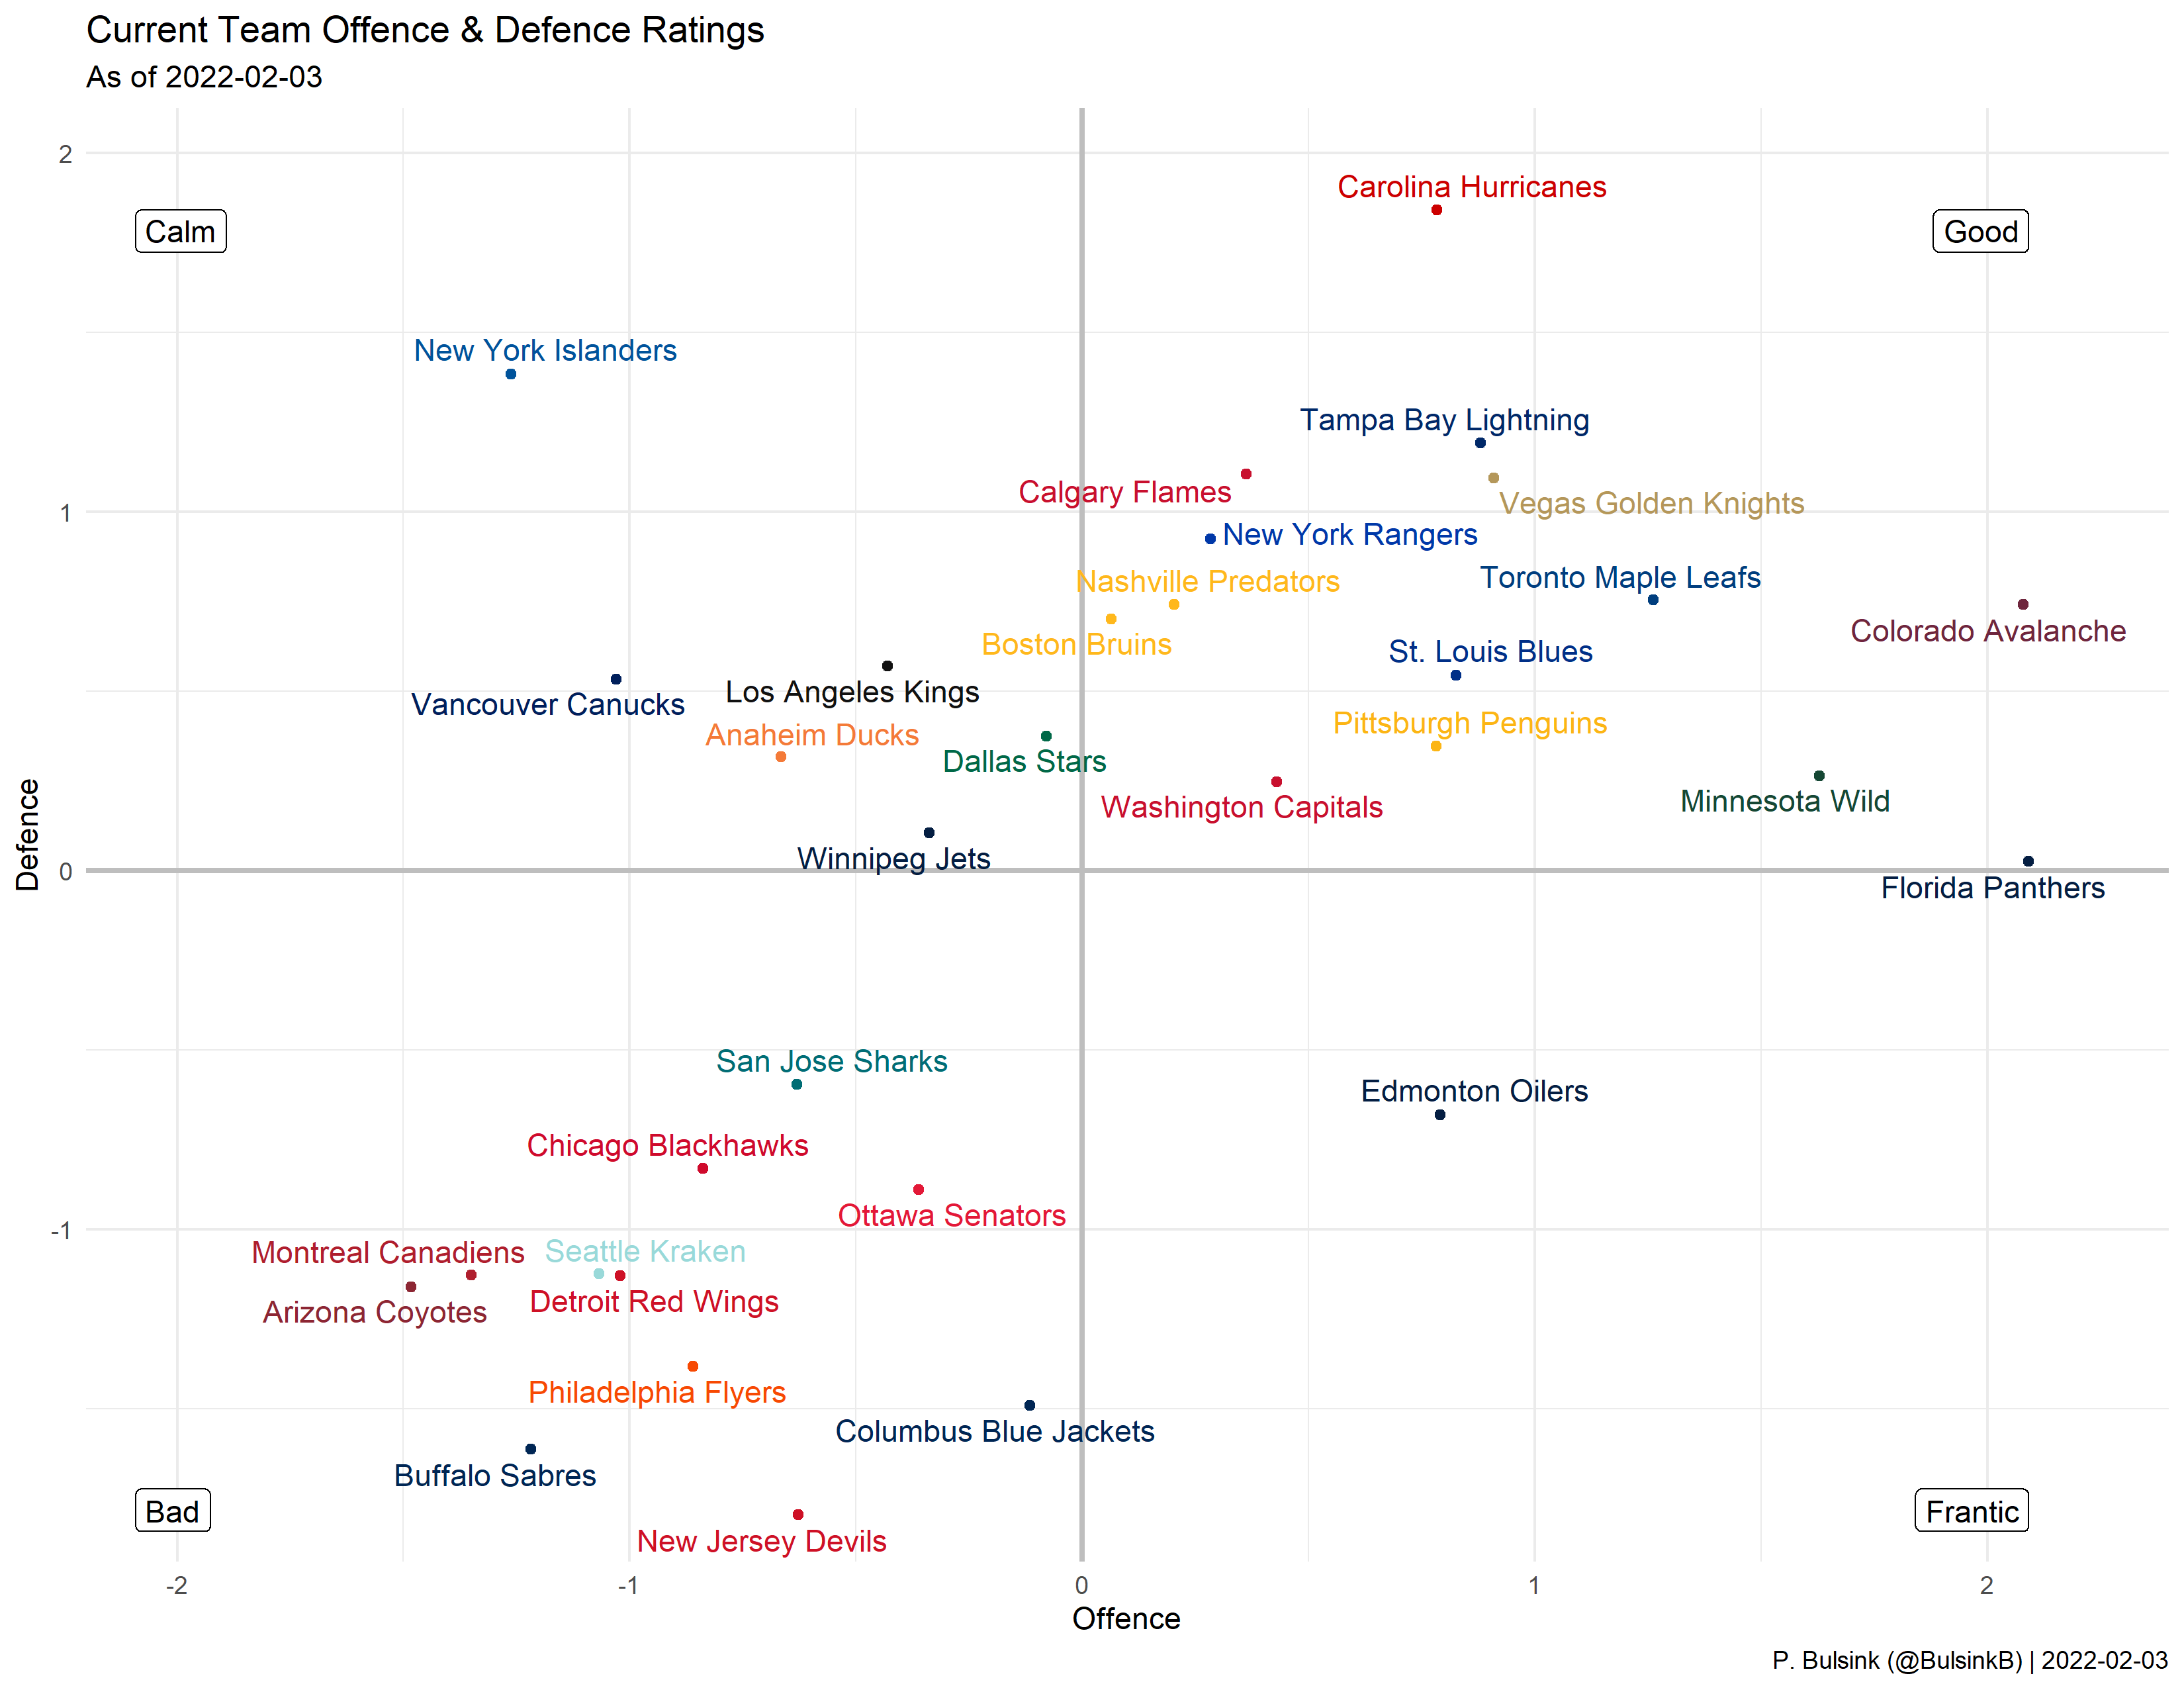 Current Team Offence & Defence Ratings
As of 2022-02-03
2
Carolina Hurricanes
Calm
Good
New York Islanders
Tampa Bay Lightning
Calgary Flames
Vegas Golden Knights
1
New York Rangers
Nashville Predators
Toronto Maple Leafs
Boston Bruins
Colorado Avalanche
St. Louis Blues
Los Angeles Kings
Vancouver Canucks
Pittsburgh Penguins
Anaheim Ducks
Dallas Stars
Minnesota Wild
Washington Capitals
Defence
Winnipeg Jets
0
Florida Panthers
San Jose Sharks
Edmonton Oilers
Chicago Blackhawks
Ottawa Senators
-1
Montreal Canadiens
Seattle Kraken
Detroit Red Wings
Arizona Coyotes
Philadelphia Flyers
Columbus Blue Jackets
Buffalo Sabres
Bad
Frantic
New Jersey Devils
-2
-1
0
1
2
Offence
P. Bulsink (@BulsinkB) | 2022-02-03